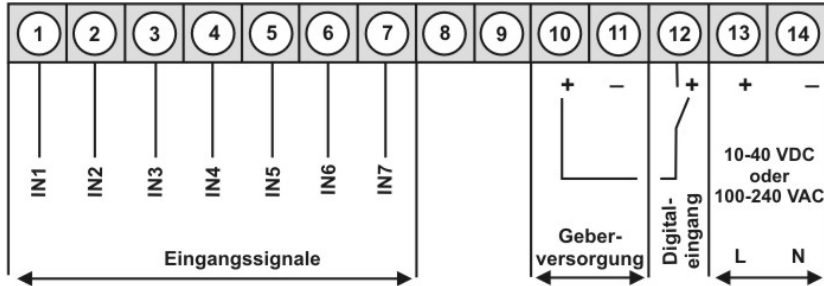 1 2 3 4 5 6 7 8 9 10 11 12 13 14
+ – + + –
IN1 IN2 IN3 IN4 IN5 IN6 IN7
10-40 VDC
oder
100-240 VAC
Eingangssignale
Geber-
versorgung
Digital-
eingang
L N